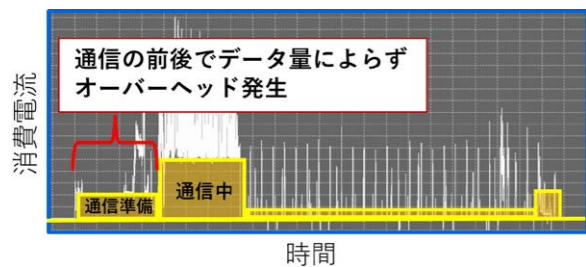 通信の前後でデータ量によらず
オーバーヘッド発生
消費電流
通信準備
通信中
時間